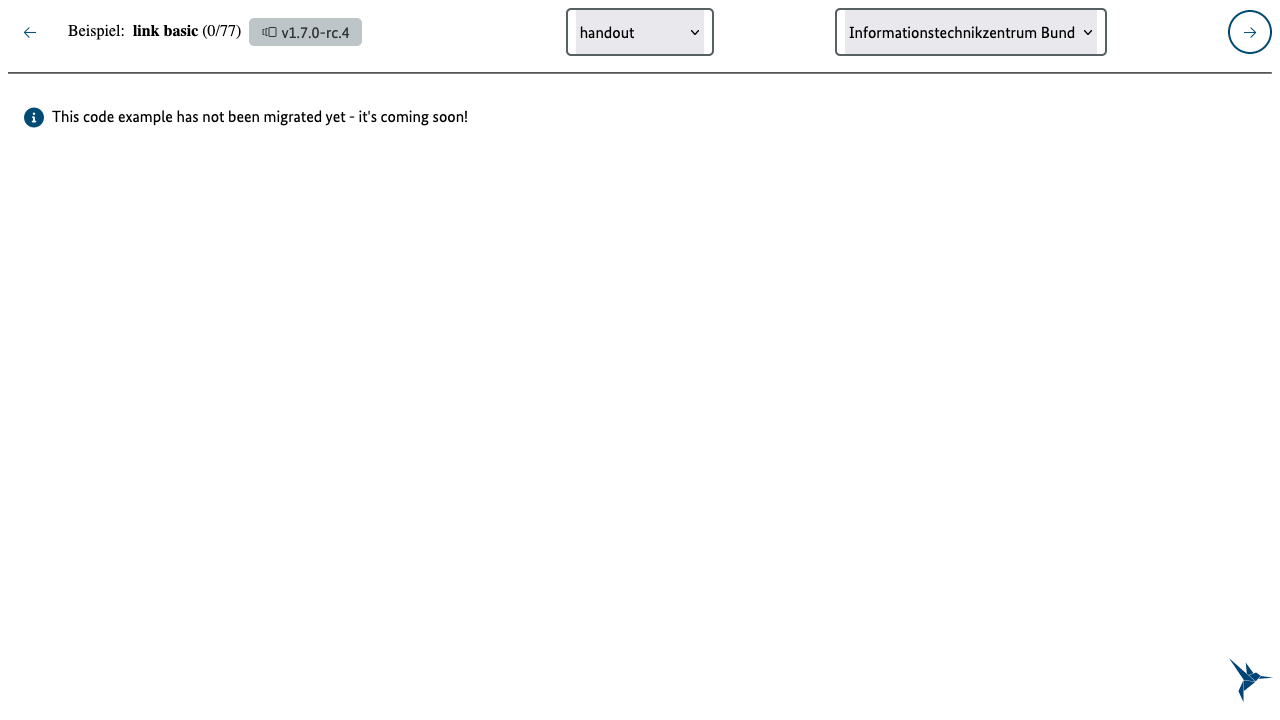 Beispiel: link basic (0/77) v1.7.0-rc.4 handout Informationstechnikzentrum Bund
This code example has not been migrated yet - it's coming soon!